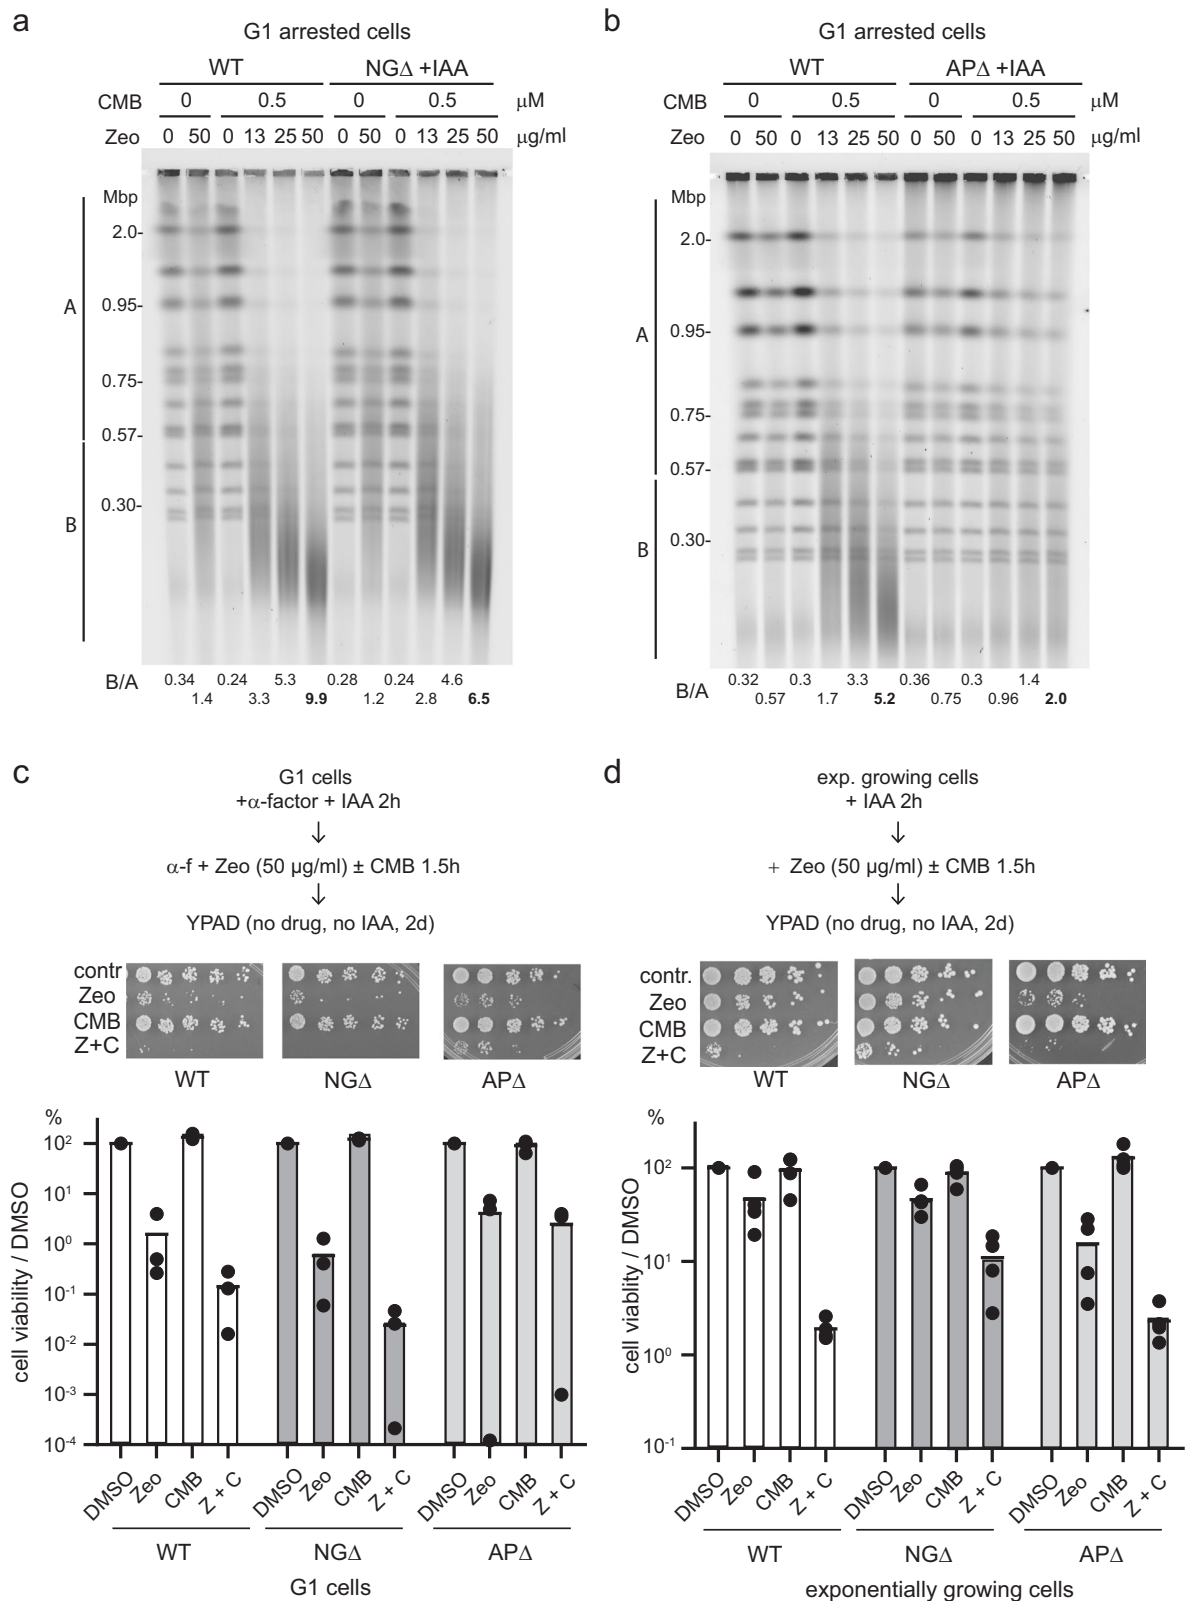 a
G1 arrested cells
WT
NGΔ +IAA
CMB 0 0.5 0 0.5 μM
Zeo 0 50 0 13 25 50 0 50 0 13 25 50 μg/ml
Mbp
2.0-
0.95-
A
0.75-
0.57-
0.30-
B
0.34 0.24 5.3 0.28 0.24 4.6
B/A
1.4 3.3 9.9 1.2 2.8 6.5
b
G1 arrested cells
WT
APΔ +IAA
CMB 0 0.5 0 0.5 μM
Zeo 0 50 0 13 25 50 0 50 0 13 25 50 μg/ml
Mbp
2.0-
0.95-
A
0.75-
0.57-
0.30-
B
0.32 0.3 3.3 0.36 0.3 1.4
B/A
0.57 1.7 5.2 0.75 0.96 2.0
c
G1 cells
+α-factor + IAA 2h
↓
α-f + Zeo (50 μg/ml) ± CMB 1.5h
↓
YPAD (no drug, no IAA, 2d)
contr
Zeo
CMB
Z+C
WT NGΔ APΔ
%
cell viability / DMSO
10²
10¹
10⁰
10⁻¹
10⁻²
10⁻³
10⁻⁴
DMSO Zeo CMB Z + C DMSO Zeo CMB Z + C DMSO Zeo CMB Z + C
WT NGΔ APΔ
G1 cells
d
exp. growing cells
+ IAA 2h
↓
+ Zeo (50 μg/ml) ± CMB 1.5h
↓
YPAD (no drug, no IAA, 2d)
contr.
Zeo
CMB
Z+C
WT NGΔ APΔ
%
cell viablity / DMSO
10²
10¹
10⁰
10⁻¹
DMSO Zeo CMB Z + C DMSO Zeo CMB Z + C DMSO Zeo CMB Z + C
WT NGΔ APΔ
exponentially growing cells